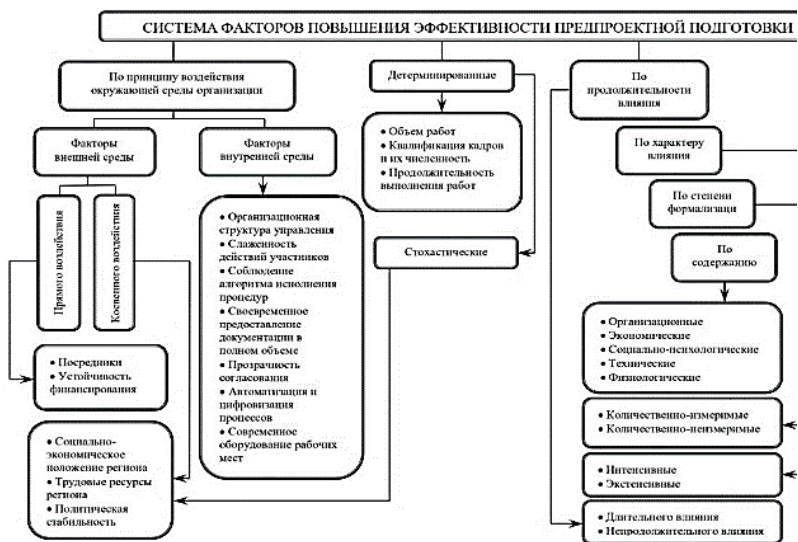 СИСТЕМА ФАКТОРОВ ПОВЫШЕНИЯ ЭФФЕКТИВНОСТИ ПРЕДПРОЕКТНОЙ ПОДГОТОВКИ
По принципу воздействия
окружающей среды организации
Факторы
внешней среды
Факторы
внутренней среды
Прямого воздействия
Косвенного воздействия
• Посредники
• Устойчивость
финансирования
• Социально-
экономическое
положение региона
• Трудовые ресурсы
региона
• Политическая
стабильность
• Организационная
структура управления
• Слаженность
действий участников
• Соблюдение
алгоритма исполнения
процедур
• Своевременное
предоставление
документации в
полном объеме
• Прозрачность
согласования
• Автоматизация и
цифровизация
процессов
• Современное
оборудование рабочих
мест
Детерминированные
• Объем работ
• Квалификация кадров
и их численность
• Продолжительность
выполнения работ
Стохастические
По
продолжительности
влияния
По характеру
влияния
По степени
формализаци
По
содержанию
• Организационные
• Экономические
• Социально-психологические
• Технические
• Физиологические
• Количественно-измеримые
• Количественно-неизмеримые
• Интенсивные
• Экстенсивные
• Длительного влияния
• Непродолжительного влияния